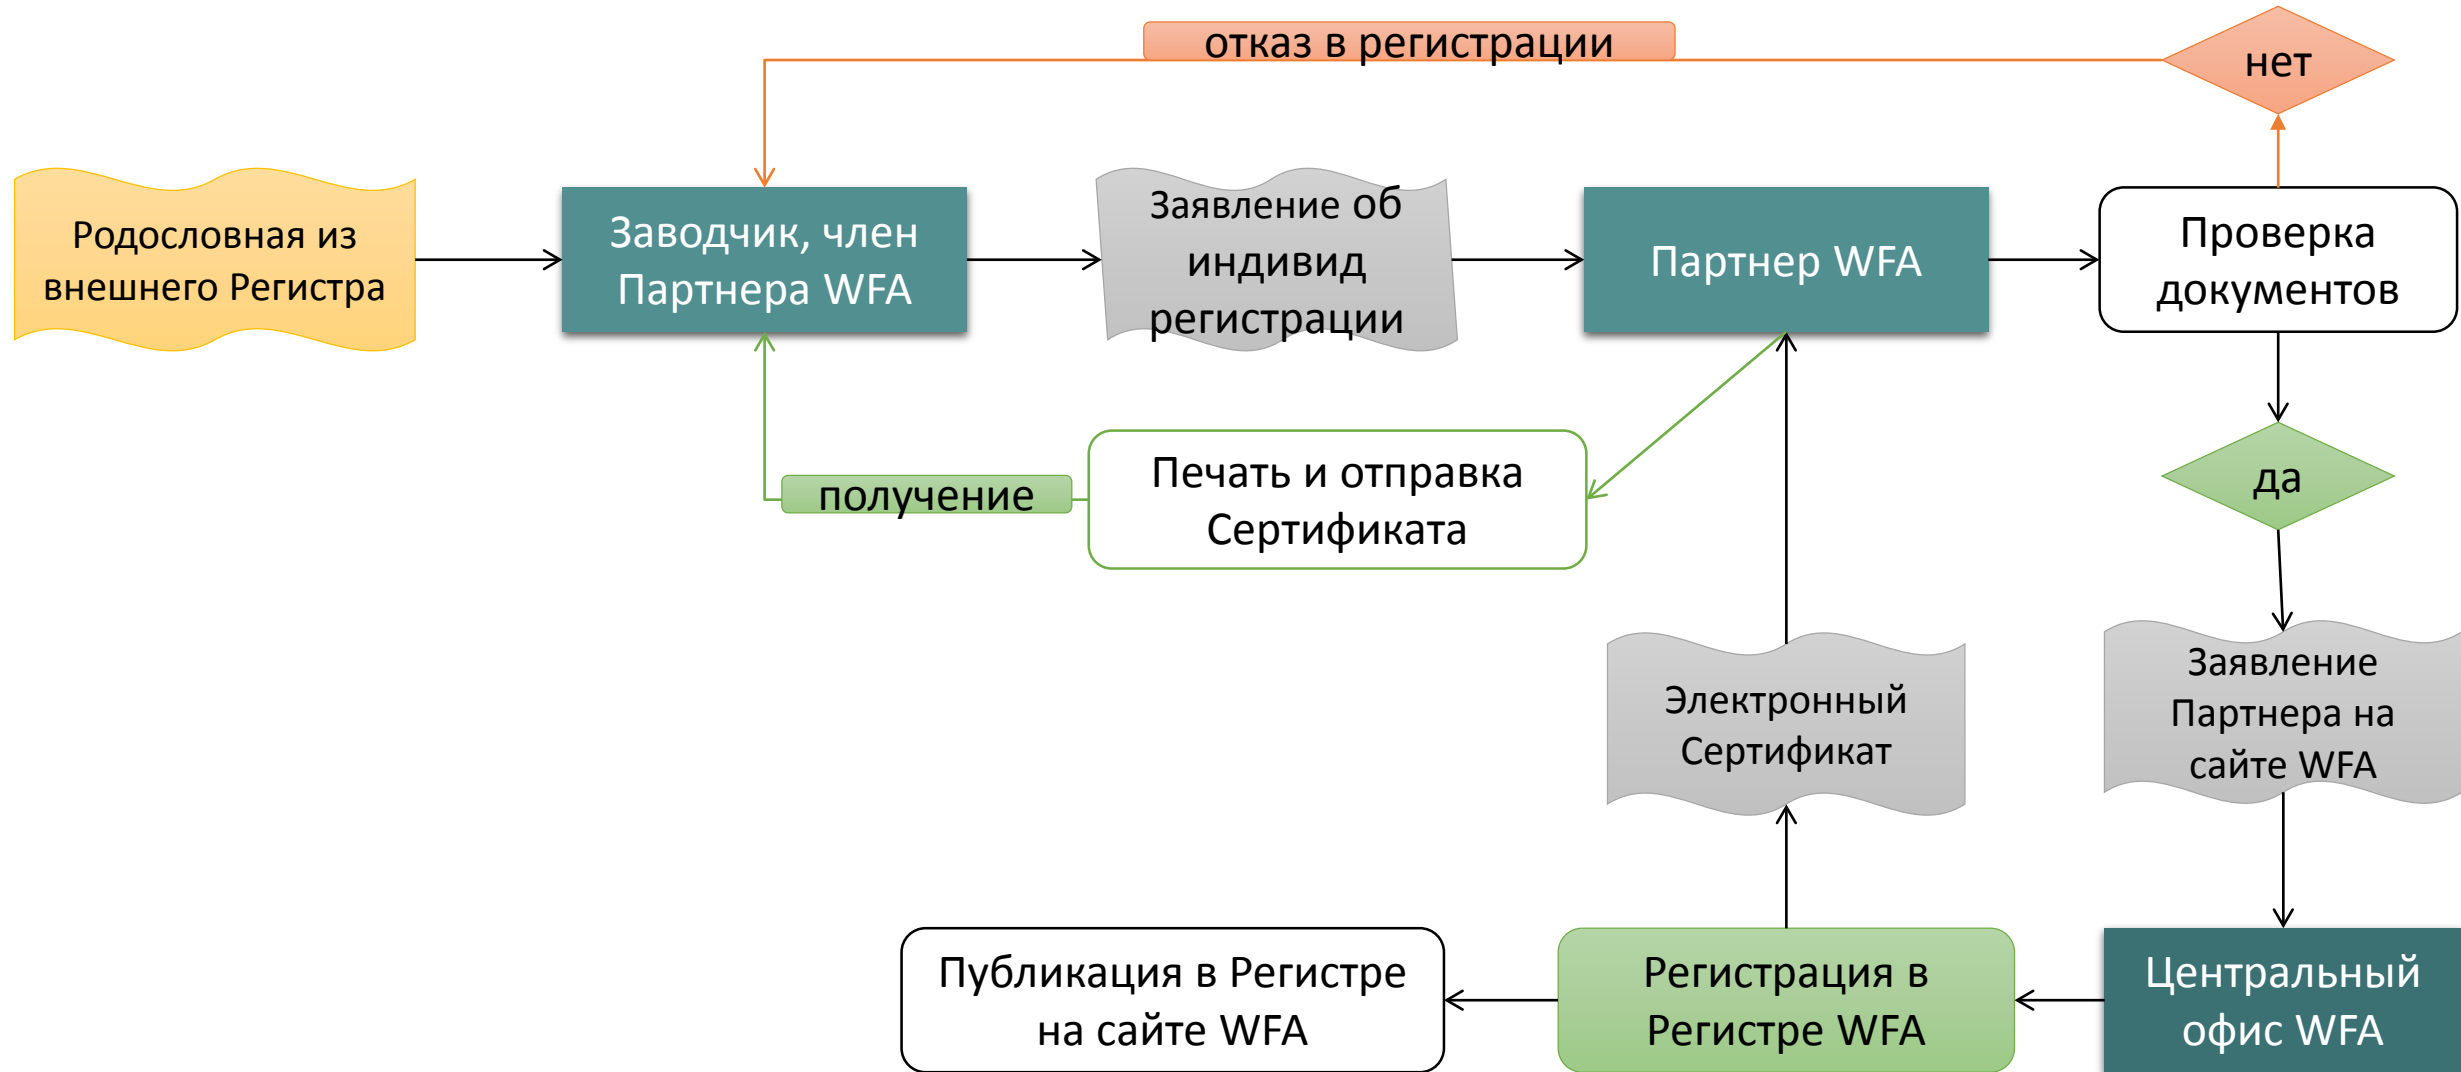 отказ в регистрации
нет
Родословная из
внешнего Регистра
Заводчик, член
Партнера WFA
Заявление об
индивид
регистрации
Партнер WFA
Проверка
документов
получение
Печать и отправка
Сертификата
да
Электронный
Сертификат
Заявление
Партнера на
сайте WFA
Публикация в Регистре
на сайте WFA
Регистрация в
Регистре WFA
Центральный
офис WFA